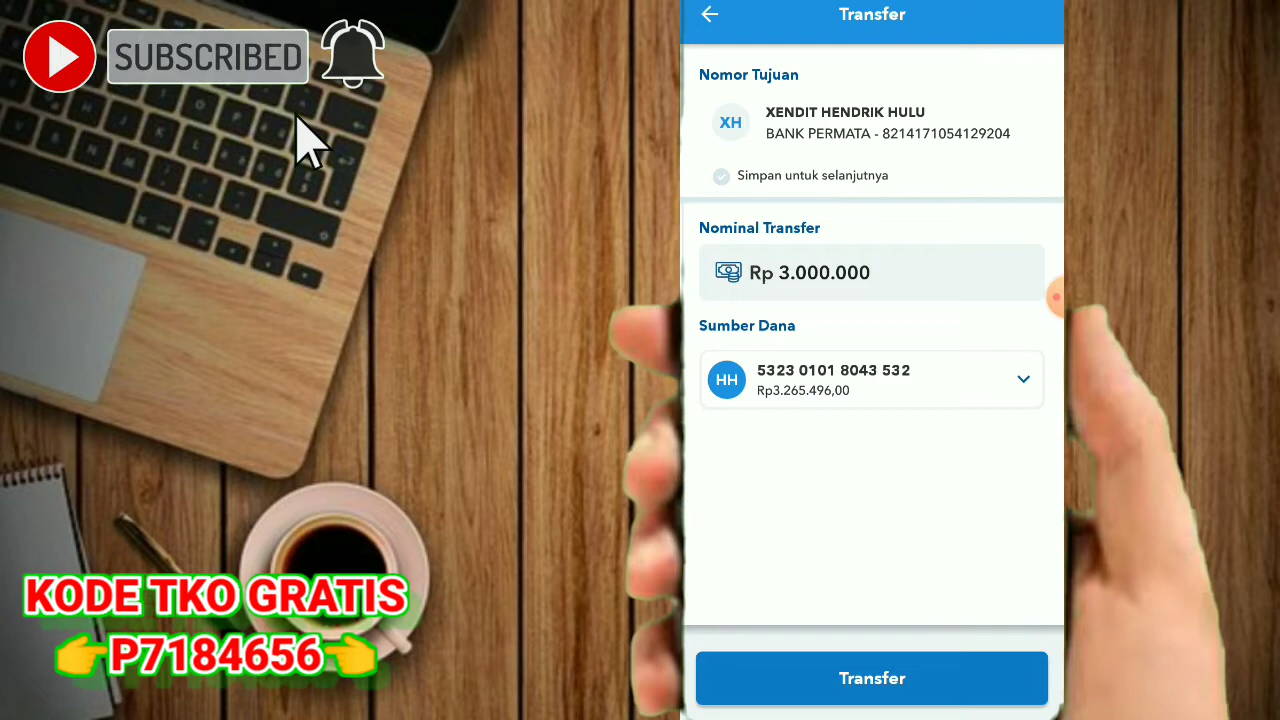 SUBSCRIBED
Transfer
Nomor Tujuan
XH
XENDIT HENDRIK HULU
BANK PERMATA - 8214171054129204
Simpan untuk selanjutnya
Nominal Transfer
Rp 3.000.000
Sumber Dana
HH
5323 0101 8043 532
Rp3.265.496,00
Transfer
KODE TKO GRATIS
👉P7184656👈